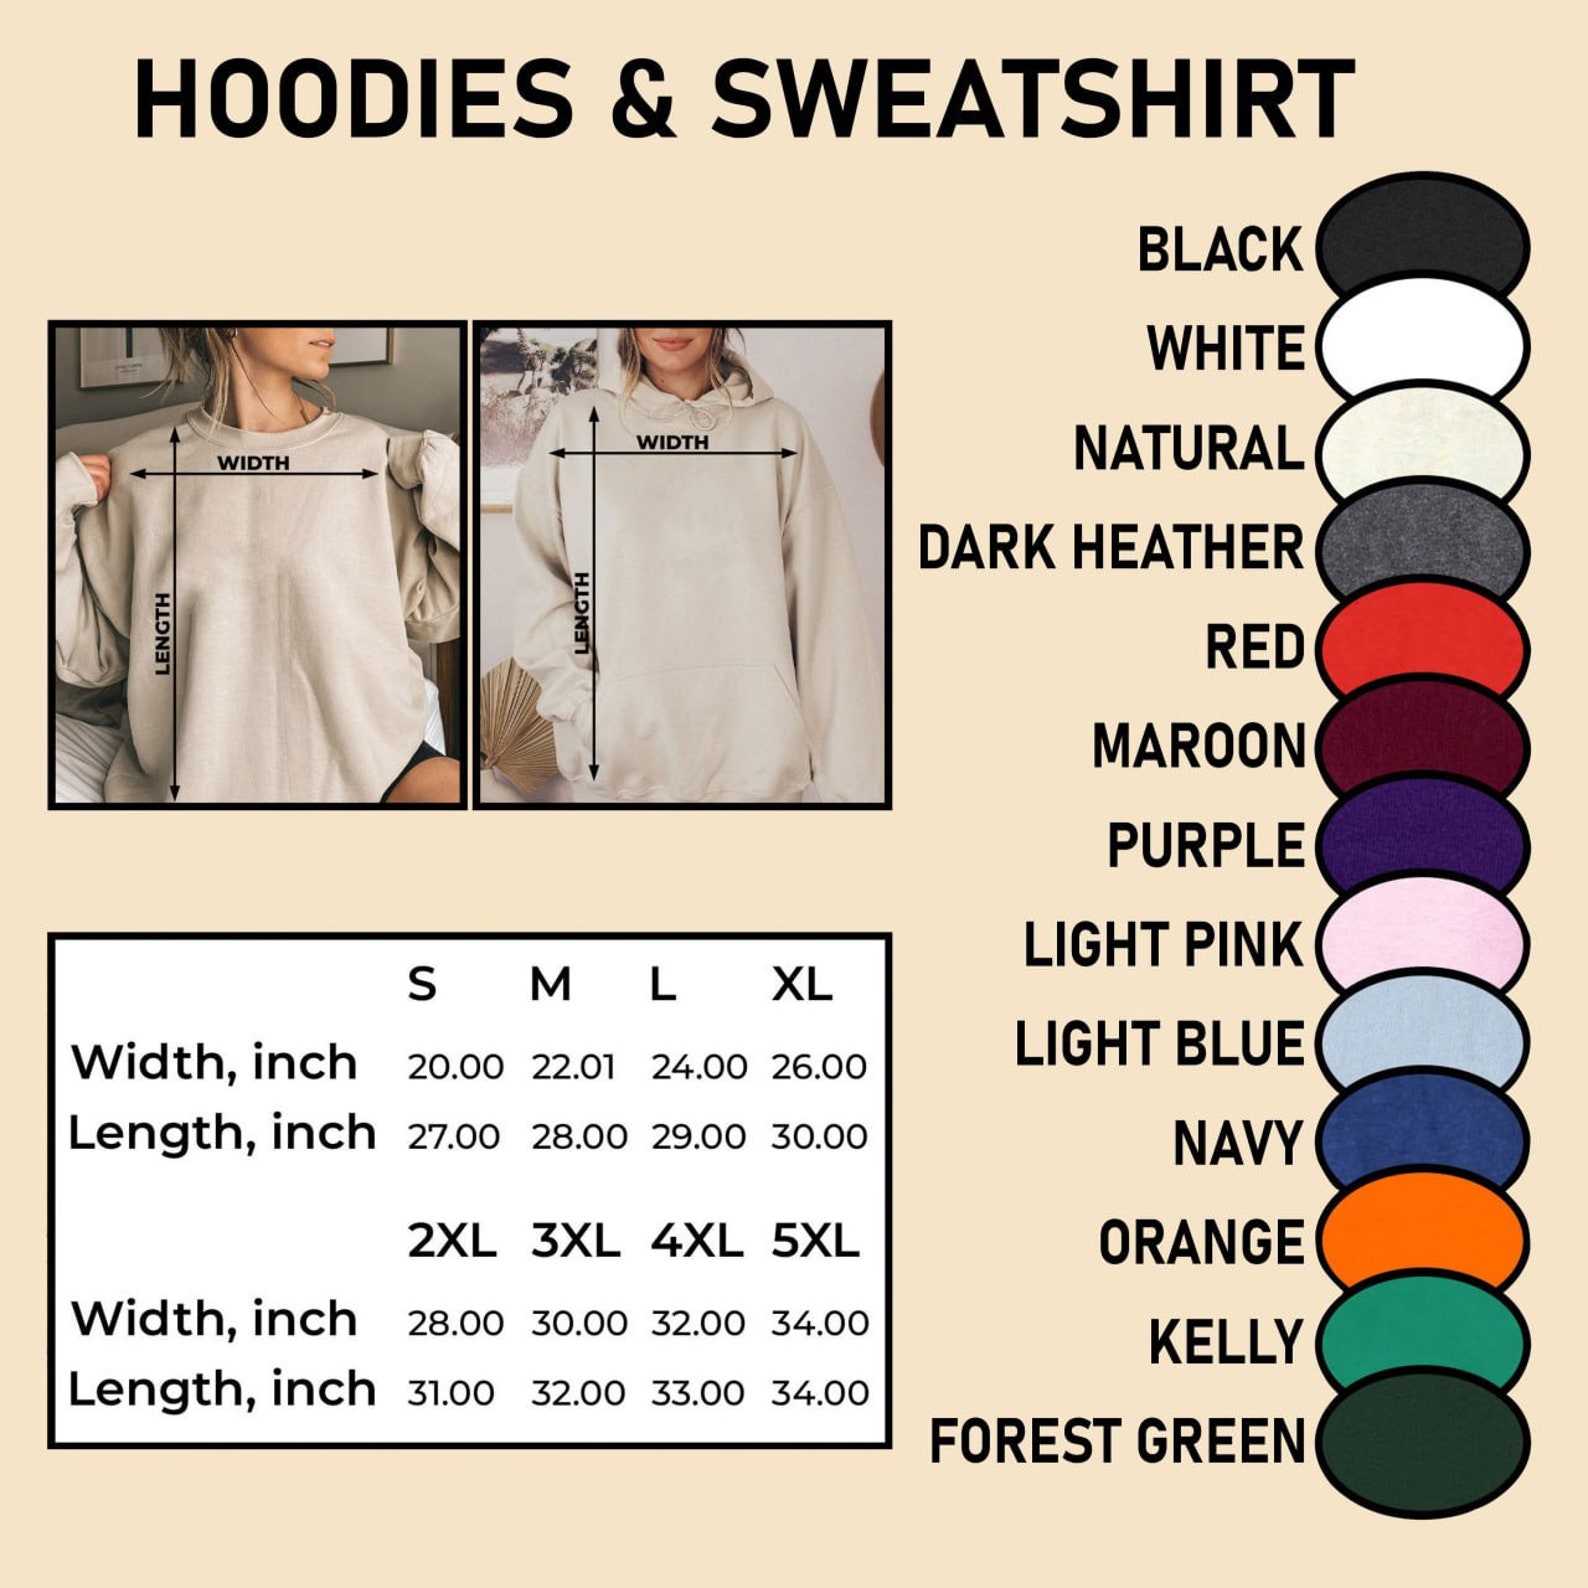 HOODIES & SWEATSHIRT
WIDTH
LENGTH
WIDTH
LENGTH
S M L XL
Width, inch 20.00 22.01 24.00 26.00
Length, inch 27.00 28.00 29.00 30.00
2XL 3XL 4XL 5XL
Width, inch 28.00 30.00 32.00 34.00
Length, inch 31.00 32.00 33.00 34.00
BLACK
WHITE
NATURAL
DARK HEATHER
RED
MAROON
PURPLE
LIGHT PINK
LIGHT BLUE
NAVY
ORANGE
KELLY
FOREST GREEN